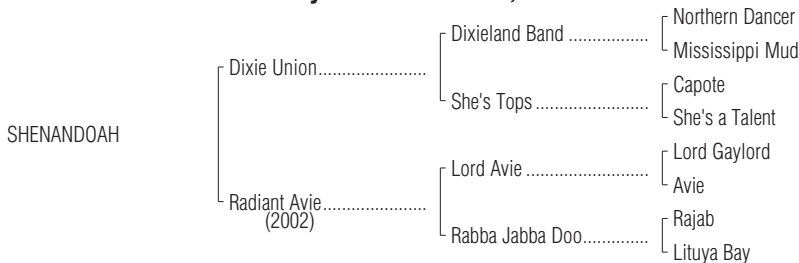 Northern Dancer
Dixieland Band ................
Mississippi Mud
Dixie Union......................
Capote
She's Tops ......................
She's a Talent
SHENANDOAH
Lord Gaylord
Lord Avie ........................
Avie
Radiant Avie.....................
(2002)
Rajab
Rabba Jabba Doo.............
Lituya Bay